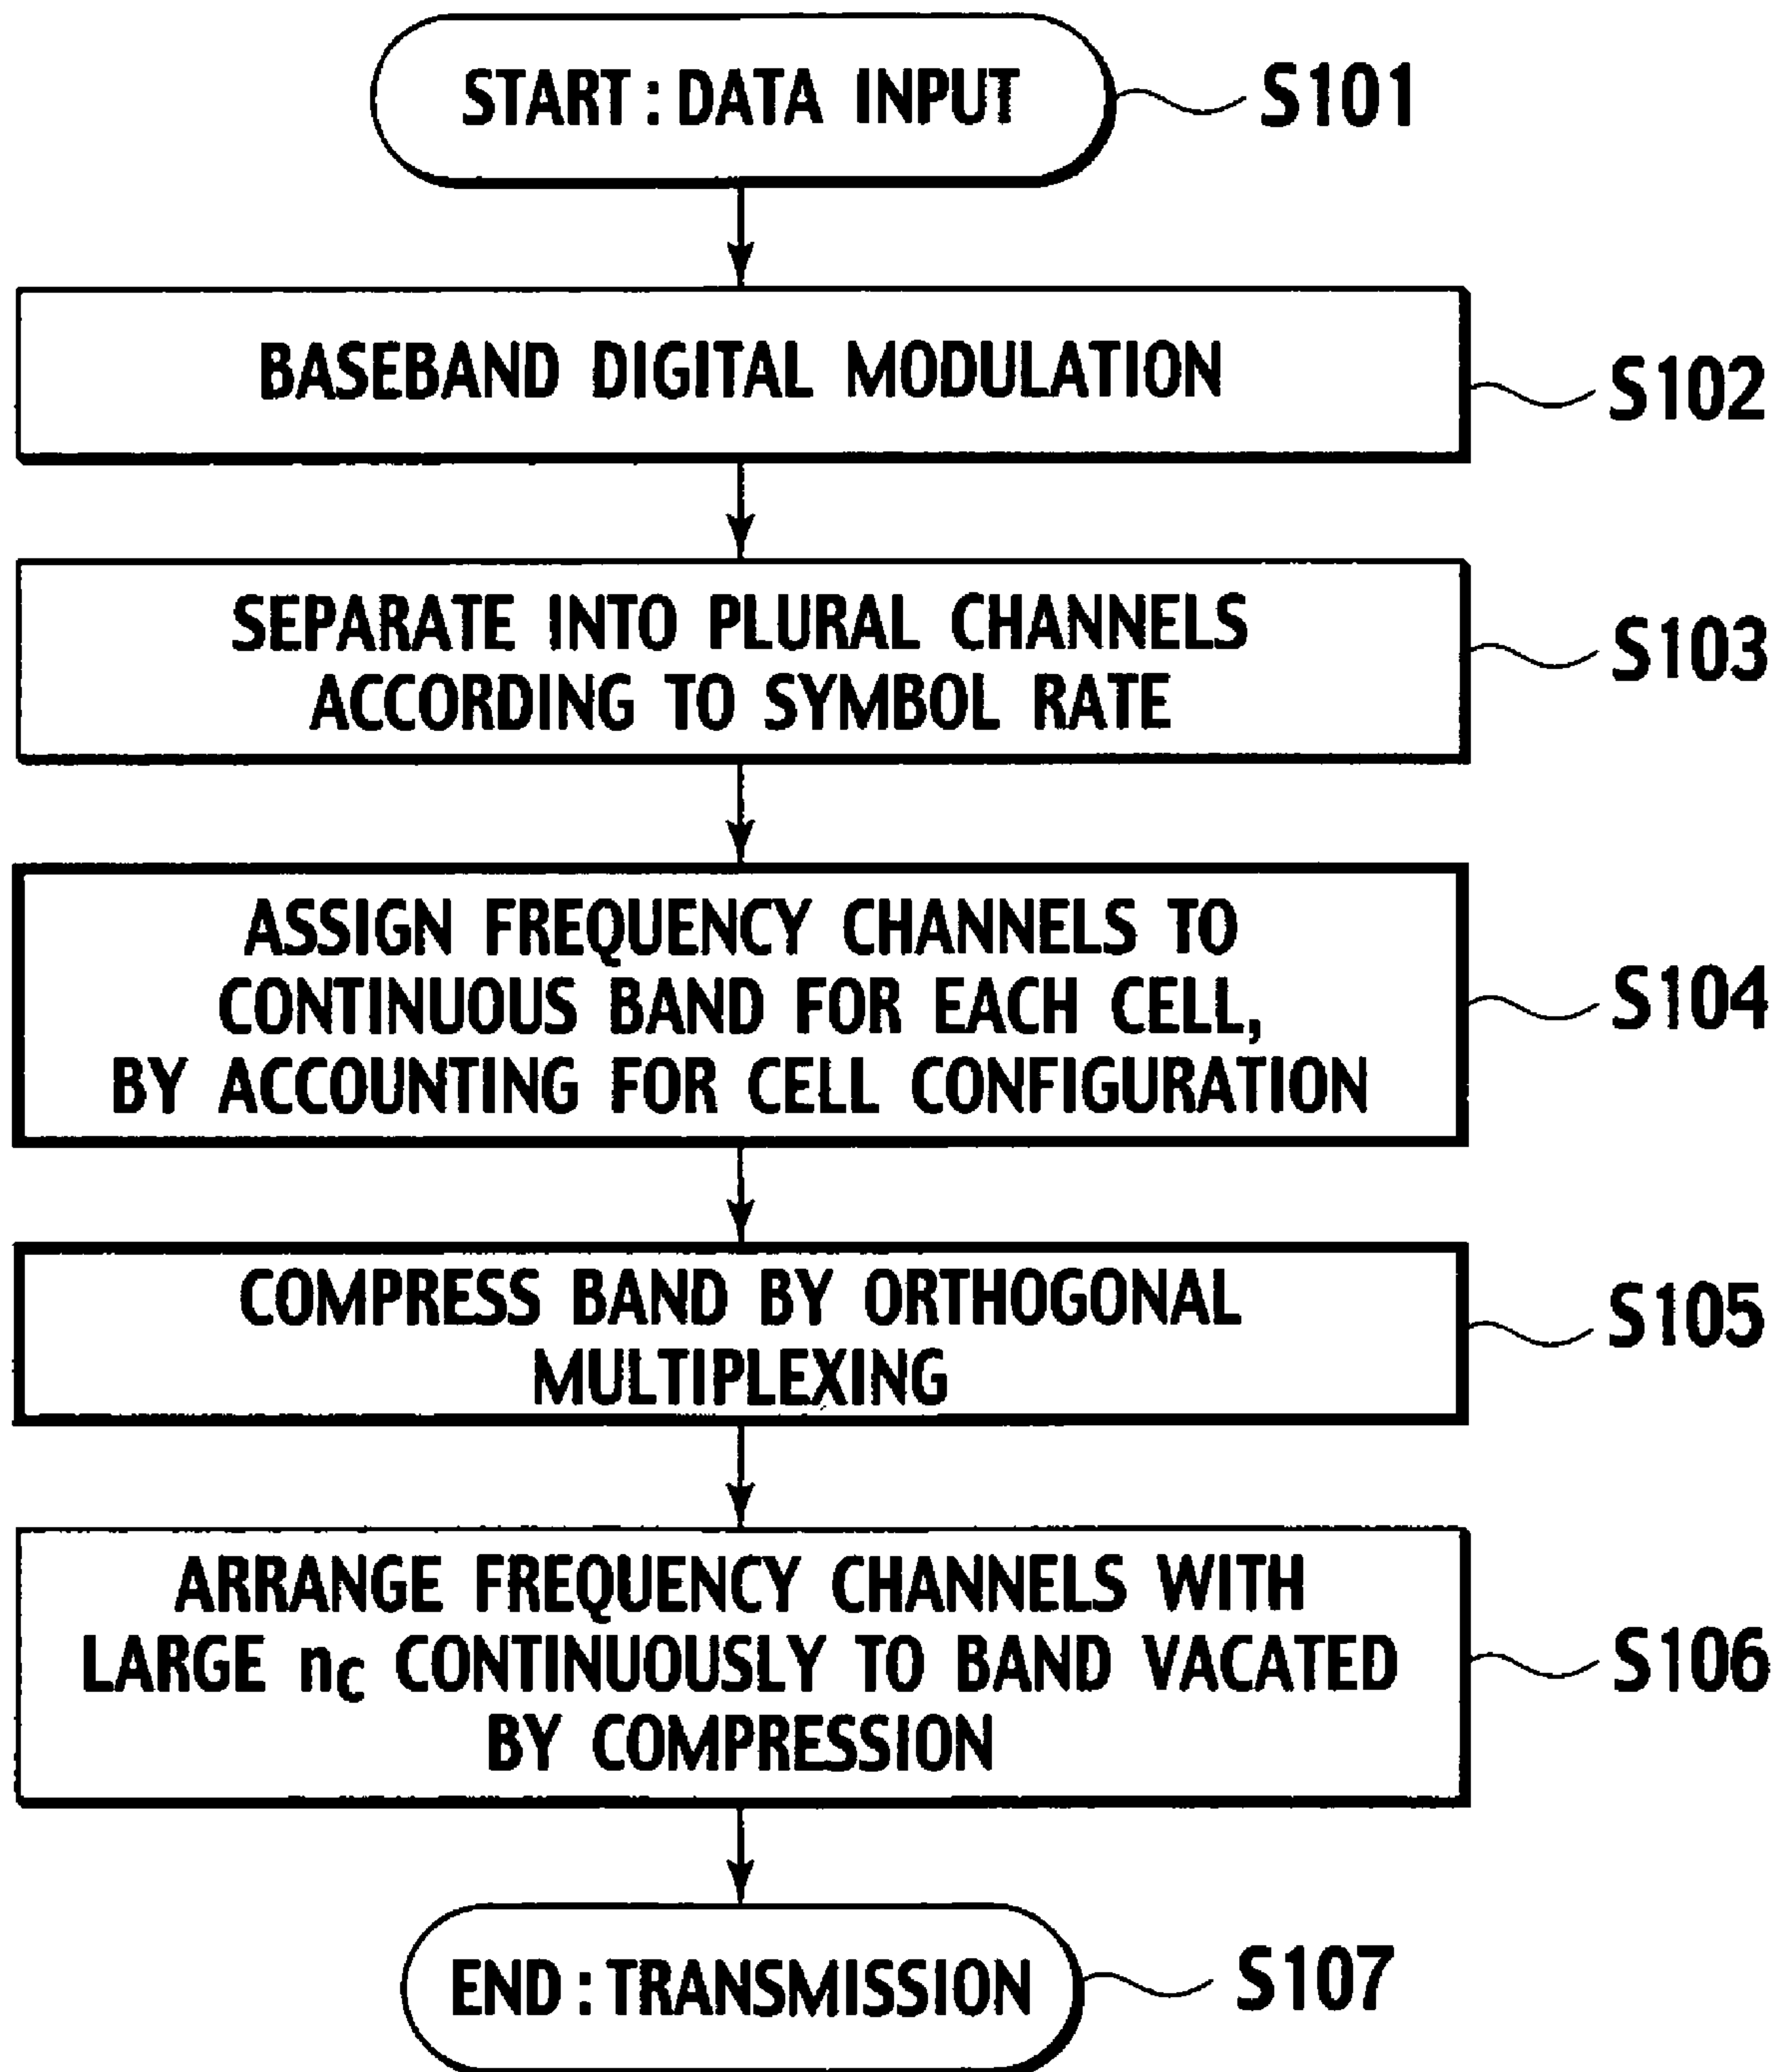 START : DATA INPUT
S101
BASEBAND DIGITAL MODULATION
S102
SEPARATE INTO PLURAL CHANNELS
ACCORDING TO SYMBOL RATE
S103
ASSIGN FREQUENCY CHANNELS TO
CONTINUOUS BAND FOR EACH CELL,
BY ACCOUNTING FOR CELL CONFIGURATION
S104
COMPRESS BAND BY ORTHOGONAL
MULTIPLEXING
S105
ARRANGE FREQUENCY CHANNELS WITH
LARGE nC CONTINUOUSLY TO BAND VACATED
BY COMPRESSION
S106
END : TRANSMISSION
S107